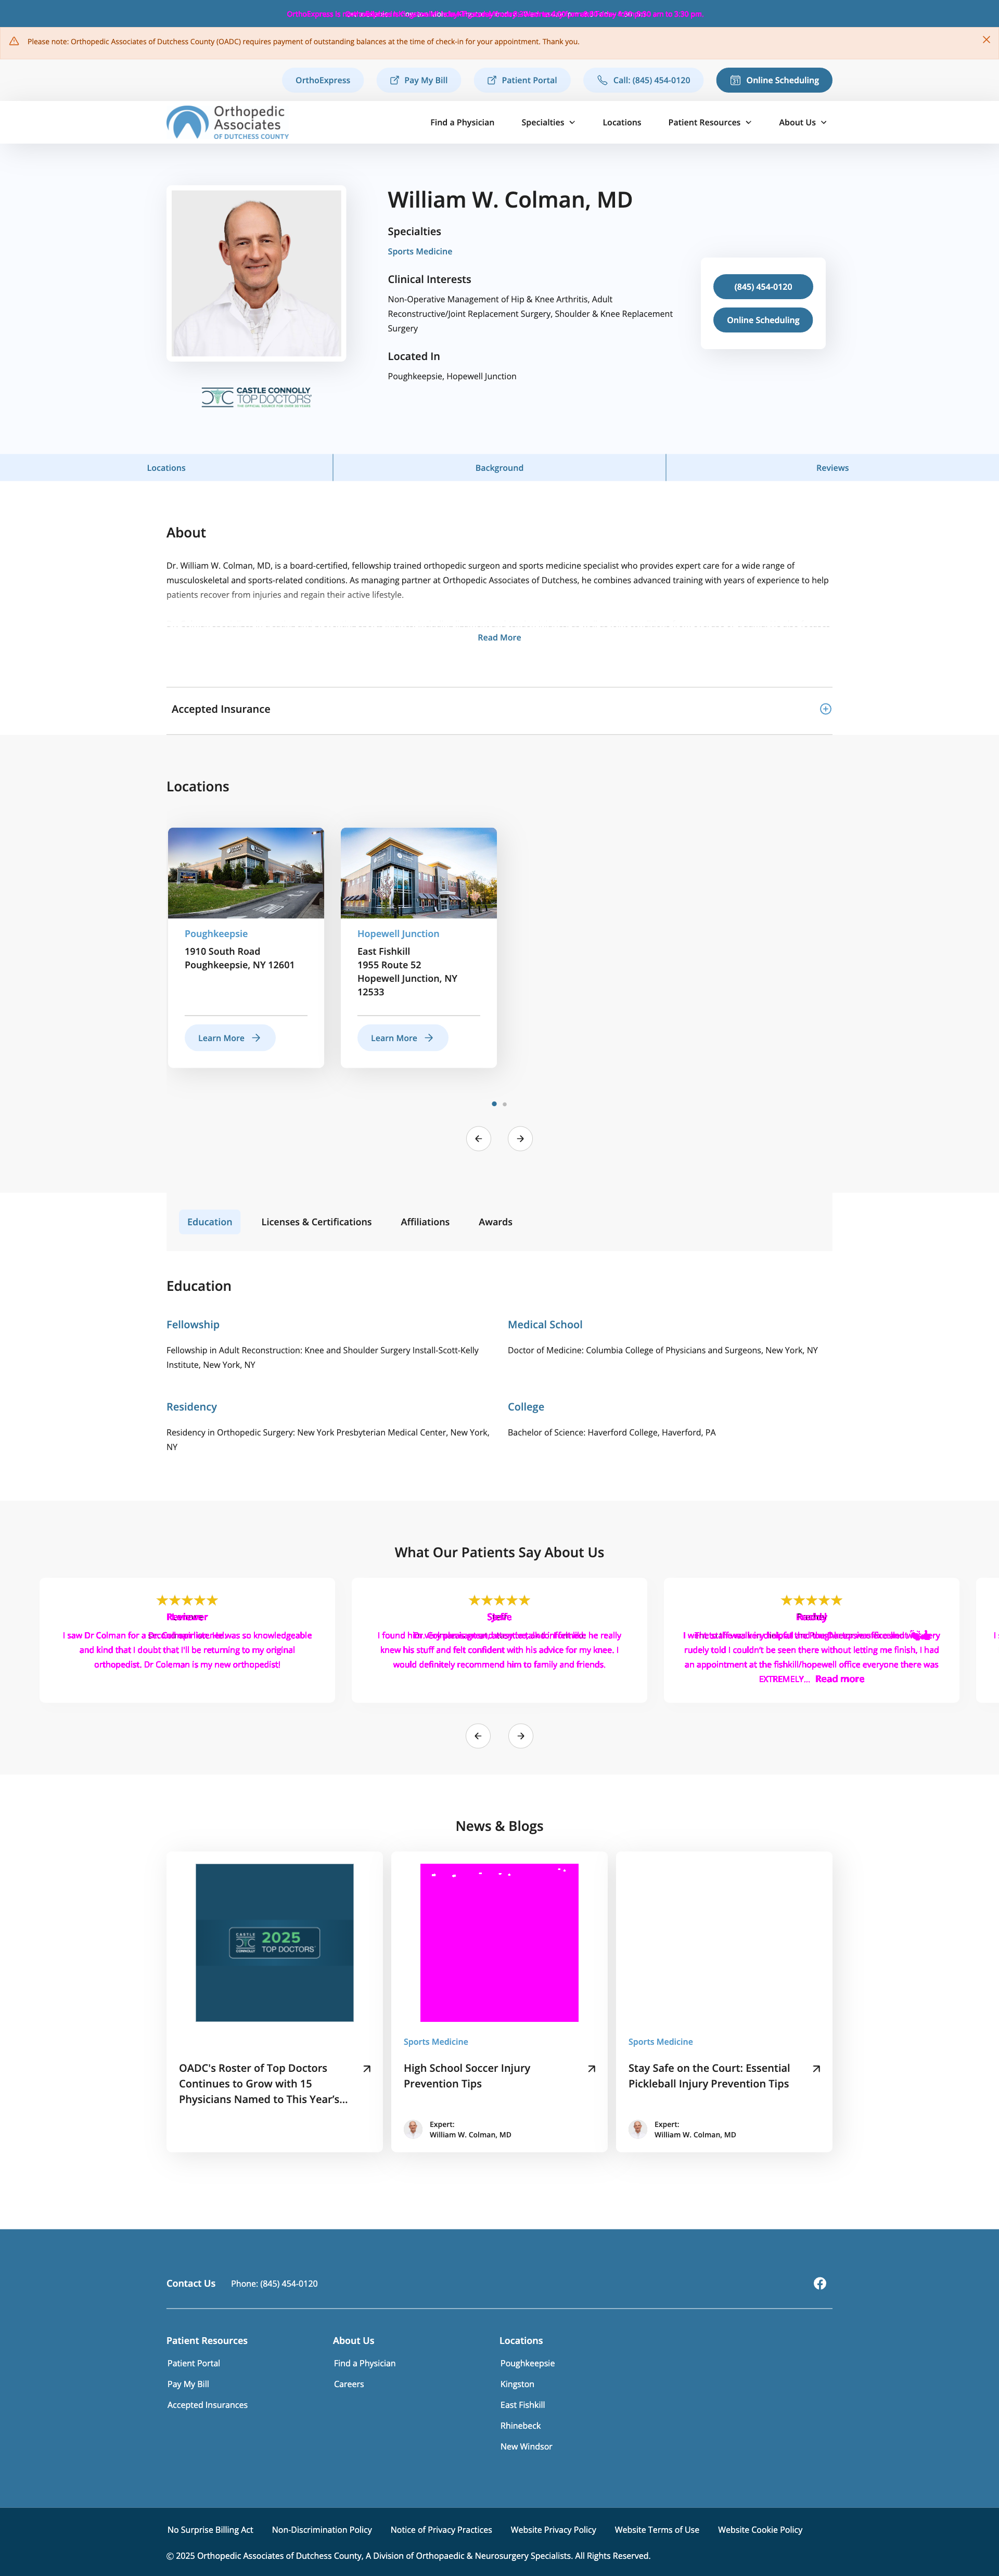 Please note: Orthopedic Associates of Dutchess County (OADC) requires payment of outstanding balances at the time of check-in for your appointment. Thank you.
OrthoExpress
Pay My Bill
Patient Portal
Call: (845) 454-0120
Online Scheduling
Orthopedic
Associates
OF DUTCHESS COUNTY
Find a Physician
Specialties
Locations
Patient Resources
About Us
William W. Colman, MD
Specialties
Sports Medicine
Clinical Interests
Non-Operative Management of Hip & Knee Arthritis, Adult
Reconstructive/Joint Replacement Surgery, Shoulder & Knee Replacement
Surgery
Located In
Poughkeepsie, Hopewell Junction
(845) 454-0120
Online Scheduling
CASTLE CONNOLLY
TOP DOCTORS
Locations
Background
Reviews
About
Dr. William W. Colman, MD, is a board-certified, fellowship trained orthopedic surgeon and sports medicine specialist who provides expert care for a wide range of
musculoskeletal and sports-related conditions. As managing partner at Orthopedic Associates of Dutchess, he combines advanced training with years of experience to help
patients recover from injuries and regain their active lifestyle.
Read More
Accepted Insurance
Locations
Poughkeepsie
1910 South Road
Poughkeepsie, NY 12601
Learn More
Hopewell Junction
East Fishkill
1955 Route 52
Hopewell Junction, NY
12533
Learn More
Education
Licenses & Certifications
Affiliations
Awards
Education
Fellowship
Fellowship in Adult Reconstruction: Knee and Shoulder Surgery Install-Scott-Kelly
Institute, New York, NY
Medical School
Doctor of Medicine: Columbia College of Physicians and Surgeons, New York, NY
Residency
Residency in Orthopedic Surgery: New York Presbyterian Medical Center, New York,
NY
College
Bachelor of Science: Haverford College, Haverford, PA
What Our Patients Say About Us
I saw Dr Colman for a was so knowledgeable
and kind that I doubt that I'll be returning to my original
orthopedist. Dr Coleman is my new orthopedist!
I found he really
knew his stuff and felt confident with his advice for my knee. I
would definitely recommend him to family and friends.
rudely told I couldn't be seen there without letting me finish, I had
an appointment at the fishkill/hopewell office everyone there was
EXTREMELY... Read more
News & Blogs
CASTLE CONNOLLY
2025
TOP DOCTORS
OADC's Roster of Top Doctors
Continues to Grow with 15
Physicians Named to This Year's...
Sports Medicine
High School Soccer Injury
Prevention Tips
Expert:
William W. Colman, MD
Sports Medicine
Stay Safe on the Court: Essential
Pickleball Injury Prevention Tips
Expert:
William W. Colman, MD
Contact Us
Phone: (845) 454-0120
Patient Resources
Patient Portal
Pay My Bill
Accepted Insurances
About Us
Find a Physician
Careers
Locations
Poughkeepsie
Kingston
East Fishkill
Rhinebeck
New Windsor
No Surprise Billing Act
Non-Discrimination Policy
Notice of Privacy Practices
Website Privacy Policy
Website Terms of Use
Website Cookie Policy
© 2025 Orthopedic Associates of Dutchess County, A Division of Orthopaedic & Neurosurgery Specialists. All Rights Reserved.